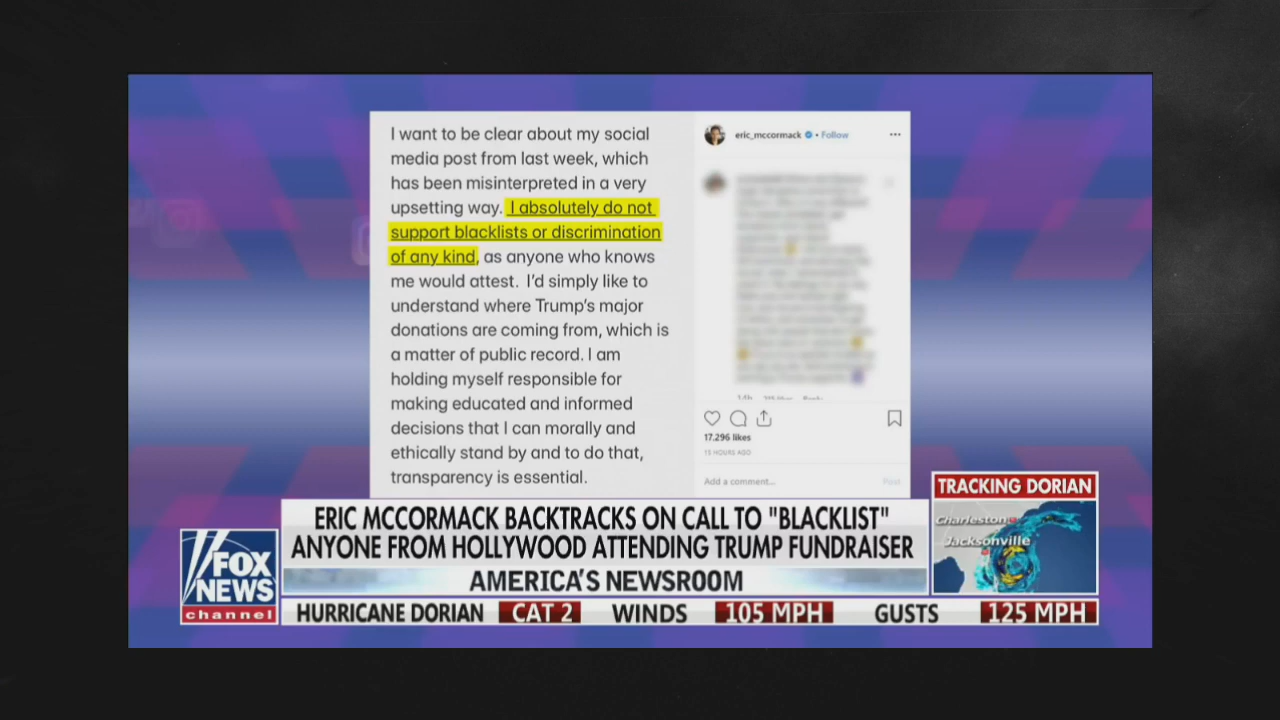 I want to be clear about my social
media post from last week, which
has been misinterpreted in a very
upsetting way. I absolutely do not
support blacklists or discrimination
of any kind, as anyone who knows
me would attest. I'd simply like to
understand where Trump's major
donations are coming from, which is
a matter of public record. I am
holding myself responsible for
making educated and informed
decisions that I can morally and
ethically stand by and to do that,
transparency is essential.
eric_mccormack • Follow
17,296 likes
15 HOURS AGO
Add a comment...
Post
TRACKING DORIAN
Charleston
Jacksonville
ERIC MCCORMACK BACKTRACKS ON CALL TO "BLACKLIST"
ANYONE FROM HOLLYWOOD ATTENDING TRUMP FUNDRAISER
AMERICA'S NEWSROOM
FOX
NEWS
channel
HURRICANE DORIAN CAT 2 WINDS 105 MPH GUSTS 125 MPH